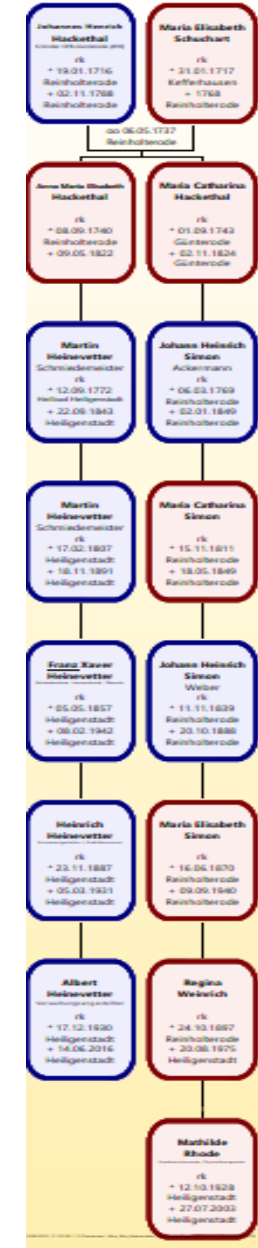 Johannes Henrich
Hackethal
rk
* 19.01.1716
Reinholterode
+ 02.11.1788
Reinholterode
Maria Elisabeth
Schuchart
rk
* 31.01.1717
Kefferhausen
+ 1768
Reinholterode
oo 06.05.1737
Reinholterode
Anna Maria Elisabeth
Hackethal
rk
* 08.09.1740
Reinholterode
+ 09.05.1822
Maria Catharina
Hackethal
rk
* 01.09.1743
Günterode
+ 02.11.1824
Günterode
Martin
Heinevetter
Schmiedemeister
rk
* 12.09.1772
Heilbad Heiligenstadt
+ 22.09.1843
Heiligenstadt
Johann Heinrich
Simon
Ackermann
rk
* 06.03.1769
Reinholterode
+ 02.01.1849
Reinholterode
Martin
Heinevetter
Schmiedemeister
rk
* 17.02.1807
Heiligenstadt
+ 18.11.1891
Heiligenstadt
Maria Catharina
Simon
rk
* 15.11.1811
Reinholterode
+ 18.05.1849
Reinholterode
Franz Xaver
Heinevetter
rk
* 05.05.1857
Heiligenstadt
+ 08.02.1942
Heiligenstadt
Johann Heinrich
Simon
Weber
rk
* 11.11.1839
Reinholterode
+ 20.10.1888
Reinholterode
Heinrich
Heinevetter
rk
* 23.11.1887
Heiligenstadt
+ 05.03.1931
Heiligenstadt
Maria Elisabeth
Simon
rk
* 16.06.1870
Reinholterode
+ 09.09.1940
Reinholterode
Albert
Heinevetter
Verwaltungsangestellter
rk
* 17.12.1930
Heiligenstadt
+ 14.06.2016
Heiligenstadt
Regina
Weinrich
rk
* 24.10.1897
Reinholterode
+ 20.08.1975
Heiligenstadt
Mathilde
Rhode
rk
* 12.10.1928
Heiligenstadt
+ 27.07.2003
Heiligenstadt